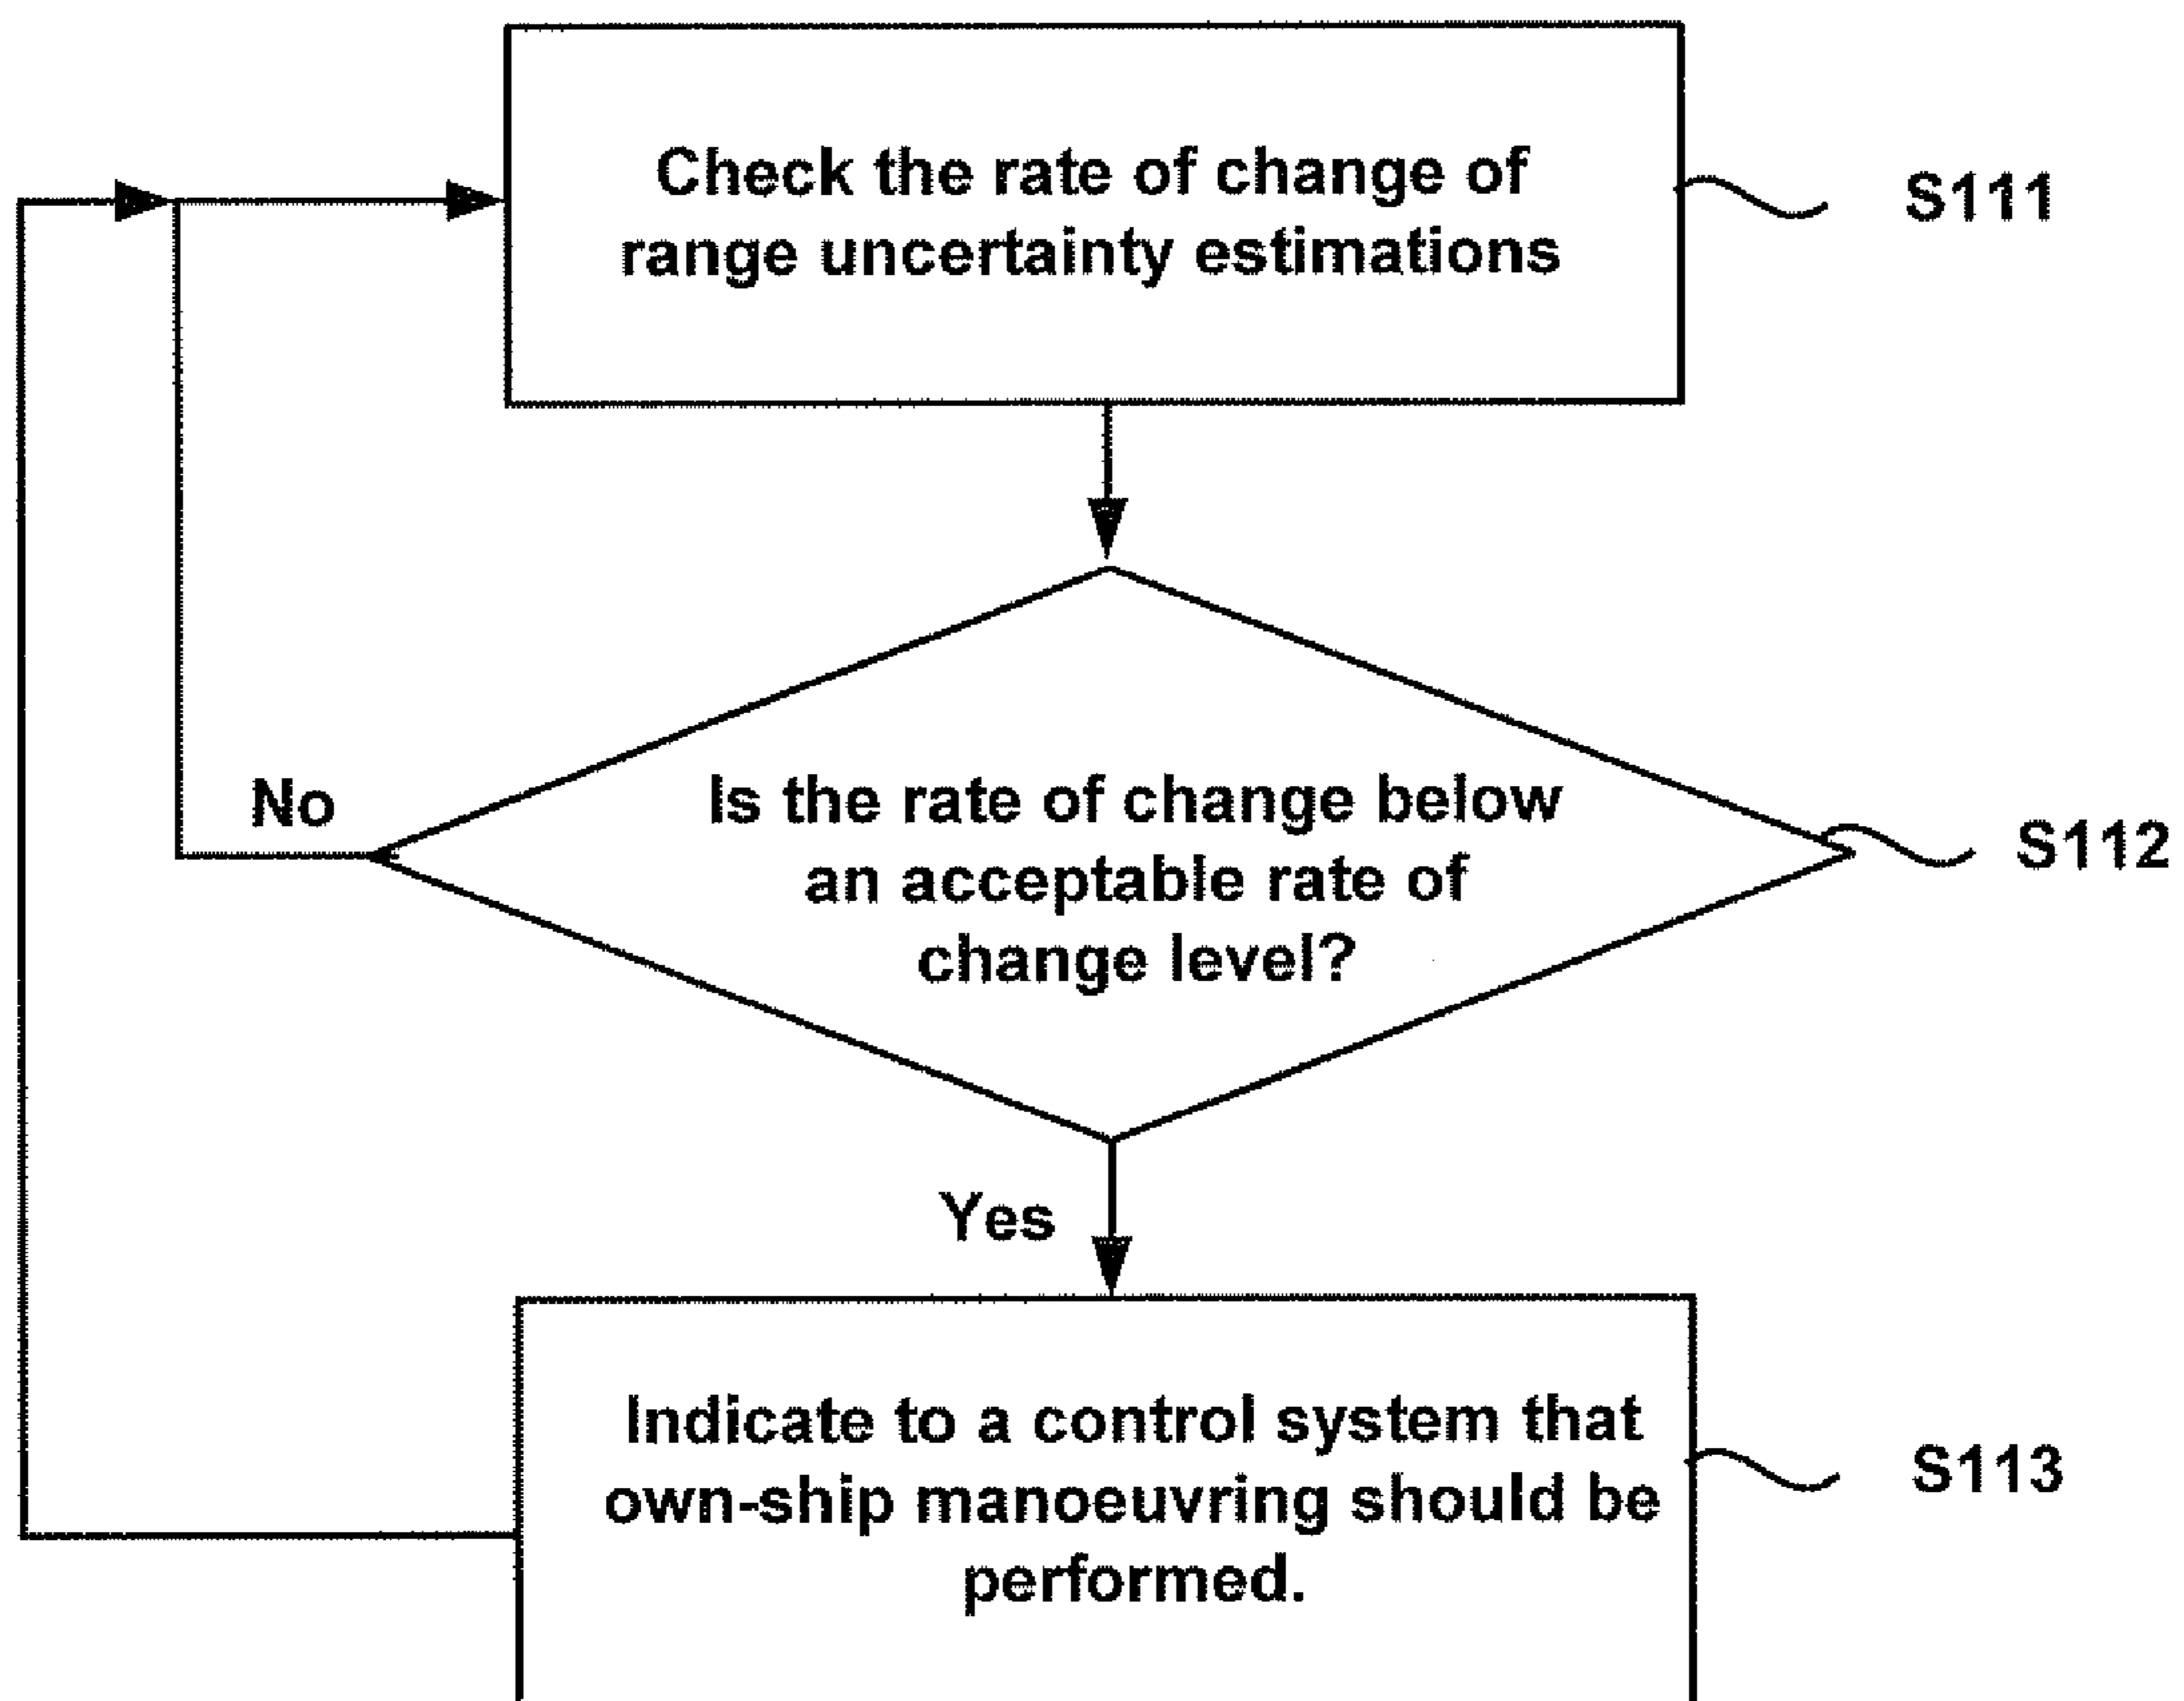 Check the rate of change of
range uncertainty estimations
S111
No
Is the rate of change below
an acceptable rate of
change level?
S112
Yes
Indicate to a control system that
own-ship manoeuvring should be
performed.
S113